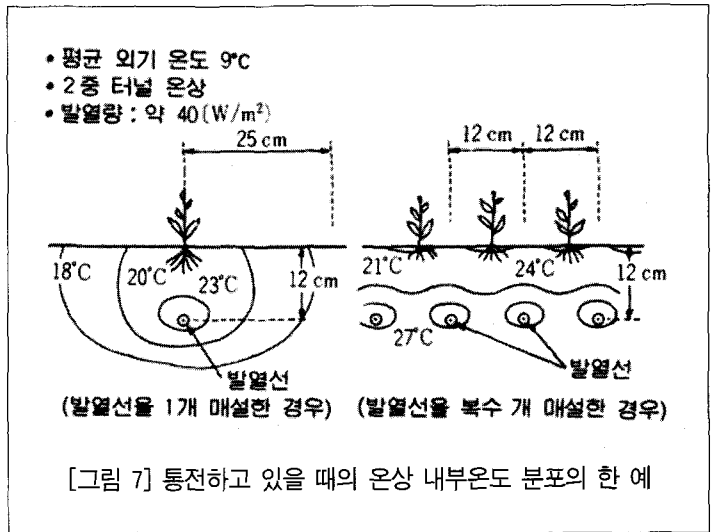 • 평균 외기 온도 9°C
• 2중 터널 온상
• 발열량 : 약 40(W/m²)
25 cm
12 cm 12 cm
18°C 20°C 23°C 12 cm
21°C 24°C 12 cm
27°C
발열선 발열선
(발열선을 1개 매설한 경우) (발열선을 복수 개 매설한 경우)
[그림 7] 통전하고 있을 때의 온상 내부온도 분포의 한 예